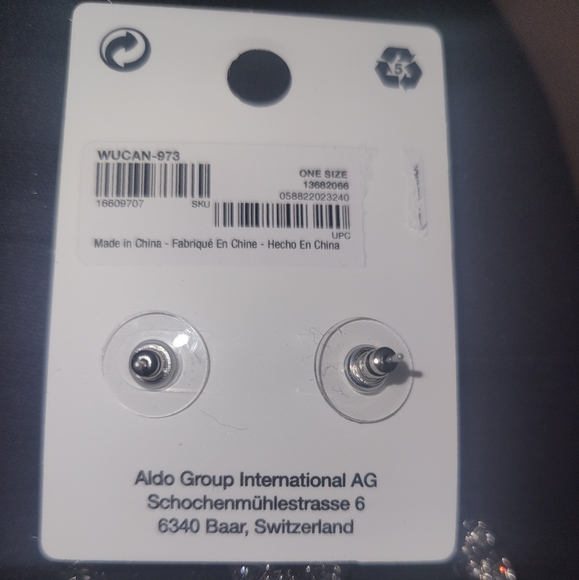 5
WUCAN-973
ONE SIZE
13682066
16609707 SKU
058822023240
UPC
Made in China - Fabriqué En Chine - Hecho En China
Aldo Group International AG
Schochenmühlestrasse 6
6340 Baar, Switzerland